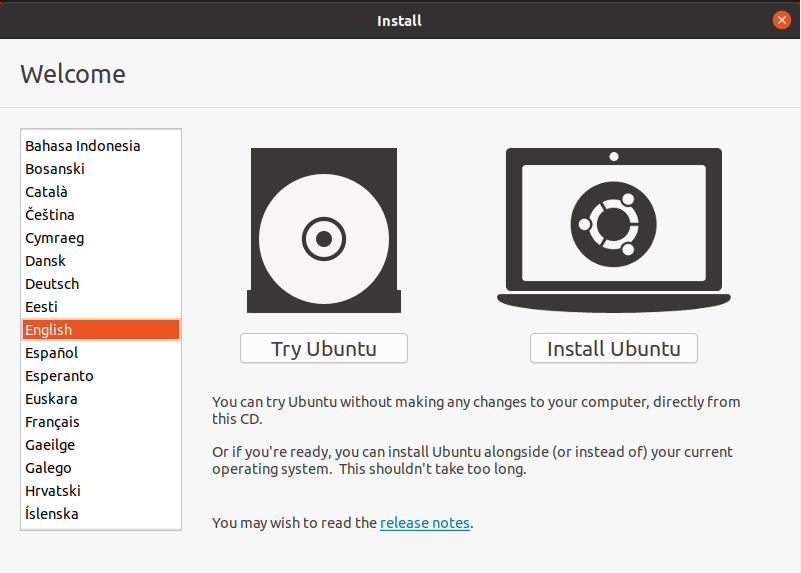 Install
Welcome
Bahasa Indonesia
Bosanski
Català
Čeština
Cymraeg
Dansk
Deutsch
Eesti
English
Español
Esperanto
Euskara
Français
Gaeilge
Galego
Hrvatski
Íslenska
Try Ubuntu
Install Ubuntu
You can try Ubuntu without making any changes to your computer, directly from
this CD.
Or if you're ready, you can install Ubuntu alongside (or instead of) your current
operating system.  This shouldn't take too long.
You may wish to read the release notes.